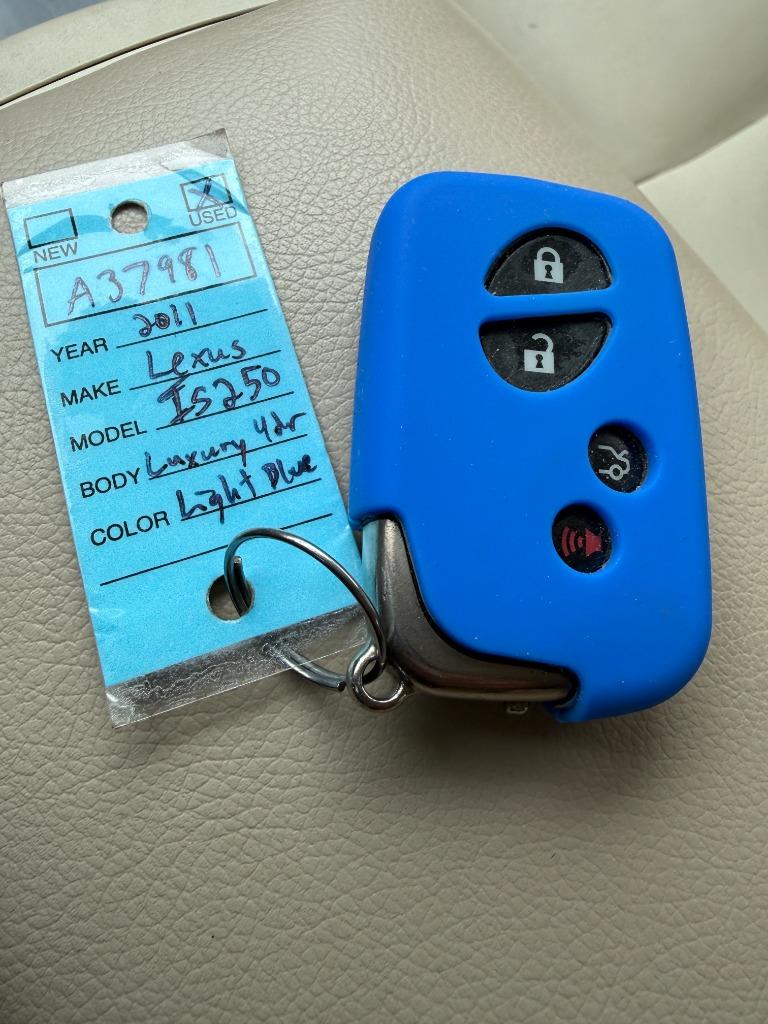 NEW
USED
A37981
YEAR 2011
MAKE Lexus
MODEL IS250
BODY Luxury 4dr
COLOR Light Blue